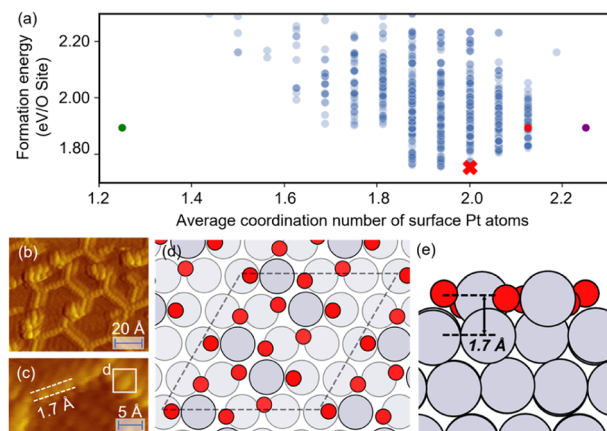 (a)
Formation energy
(eV/O Site)
2.20
2.00
1.80
1.2
1.4
1.6
1.8
2.0
2.2
Average coordination number of surface Pt atoms
(b)
20 Å
(c)
d
1.7 Å
5 Å
(d)
(e)
1.7 Å